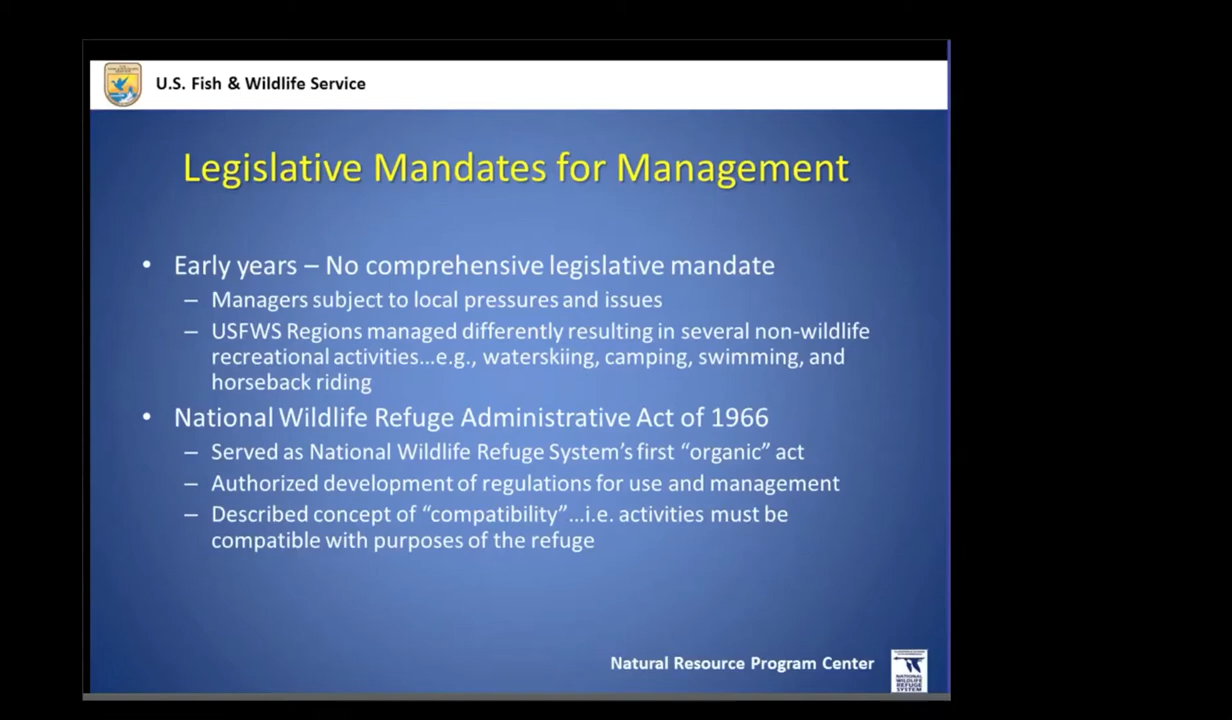 U.S. Fish & Wildlife Service
Legislative Mandates for Management
• Early years – No comprehensive legislative mandate
– Managers subject to local pressures and issues
– USFWS Regions managed differently resulting in several non-wildlife
recreational activities…e.g., waterskiing, camping, swimming, and
horseback riding
• National Wildlife Refuge Administrative Act of 1966
– Served as National Wildlife Refuge System’s first “organic” act
– Authorized development of regulations for use and management
– Described concept of “compatibility”…i.e. activities must be
compatible with purposes of the refuge
Natural Resource Program Center
NATIONAL
WILDLIFE
REFUGE
SYSTEM